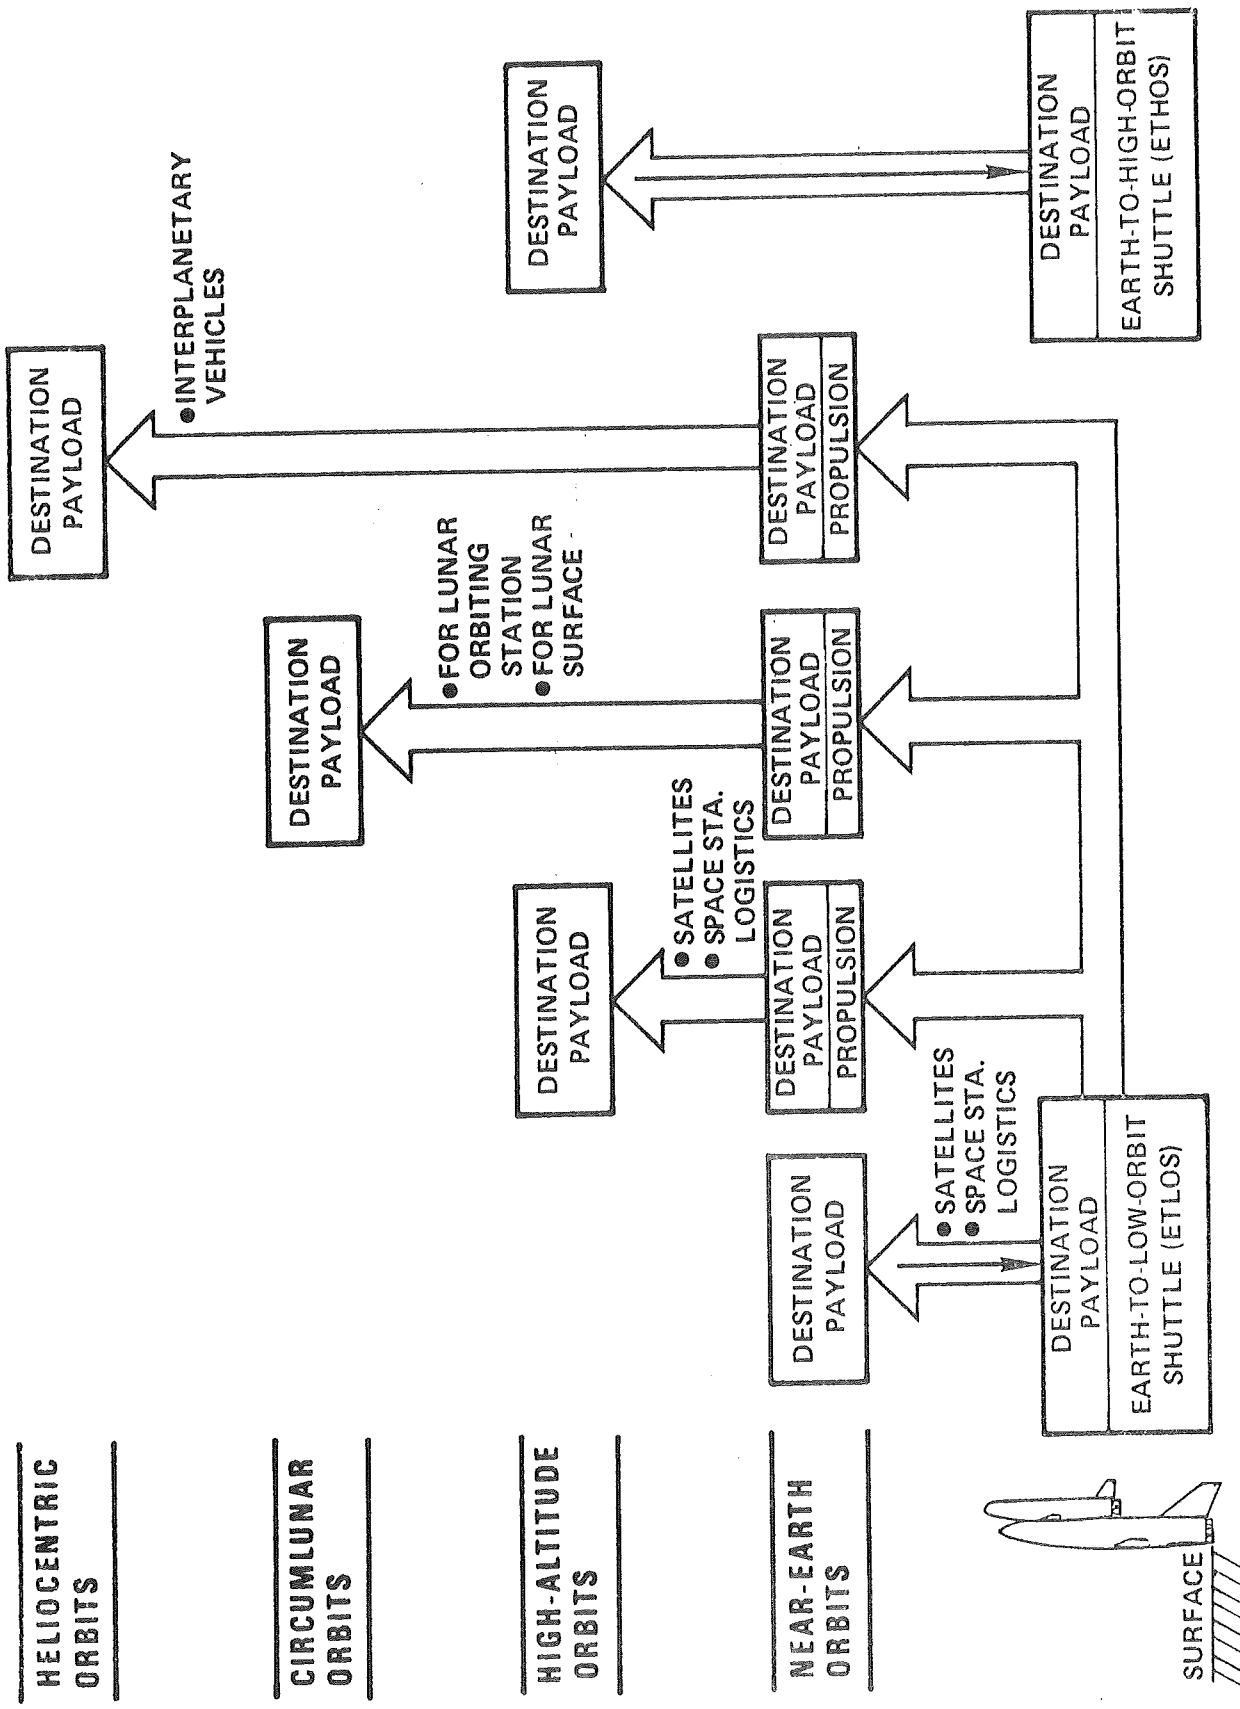 HELIOCENTRIC
ORBITS
DESTINATION
PAYLOAD
●INTERPLANETARY
VEHICLES
CIRCUMLUNAR
ORBITS
DESTINATION
PAYLOAD
●FOR LUNAR
ORBITING
STATION
●FOR LUNAR
SURFACE
HIGH-ALTITUDE
ORBITS
DESTINATION
PAYLOAD
●SATELLITES
●SPACE STA.
LOGISTICS
DESTINATION
PAYLOAD
NEAR-EARTH
ORBITS
DESTINATION
PAYLOAD
●SATELLITES
●SPACE STA.
LOGISTICS
DESTINATION
PAYLOAD
PROPULSION
DESTINATION
PAYLOAD
PROPULSION
DESTINATION
PAYLOAD
PROPULSION
SURFACE
DESTINATION
PAYLOAD
EARTH-TO-LOW-ORBIT
SHUTTLE (ETLOS)
DESTINATION
PAYLOAD
EARTH-TO-HIGH-ORBIT
SHUTTLE (ETHOS)